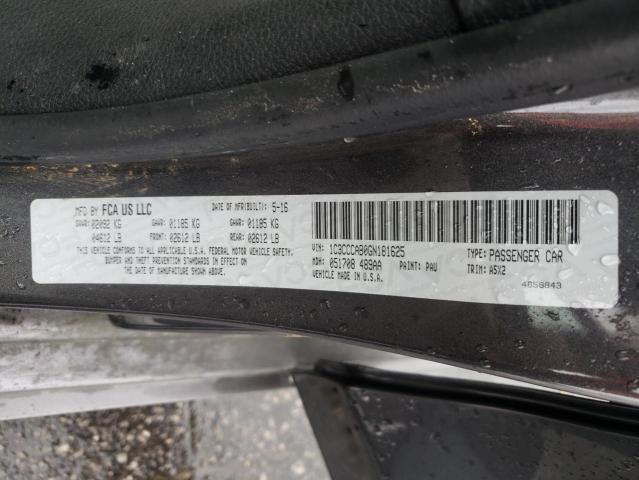 MFD BY FCA US LLC DATE OF MFR(BUILT): 5-16
GVWR: 02092 KG GAWR: 01185 KG GAWR: 01185 KG
04612 LB FRONT: 02612 LB REAR: 02612 LB
THIS VEHICLE CONFORMS TO ALL APPLICABLE U.S.A. FEDERAL MOTOR VEHICLE SAFETY,
BUMPER AND THEFT PREVENTION STANDARDS IN EFFECT ON
THE DATE OF MANUFACTURE SHOWN ABOVE.
VIN: 1C3CCCAB0GN181625 TYPE: PASSENGER CAR
MDH: 051708 489AA PAINT: PAU TRIM: A5X2
VEHICLE MADE IN U.S.A.
4658843